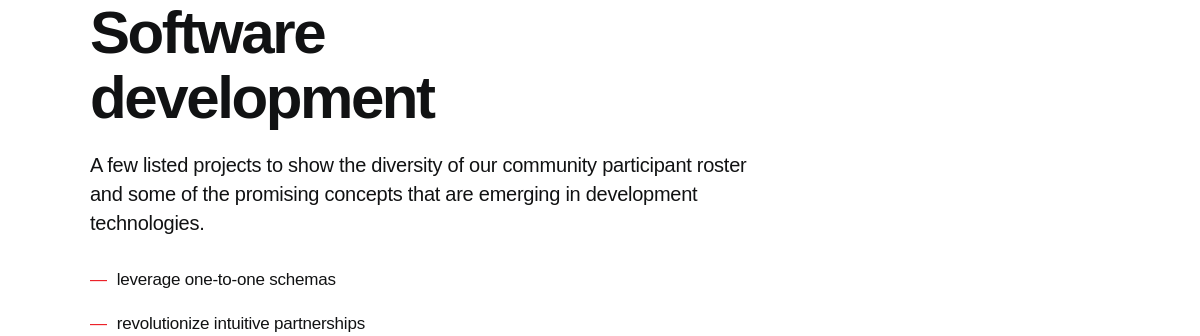 Software
development
A few listed projects to show the diversity of our community participant roster
and some of the promising concepts that are emerging in development
technologies.
— leverage one-to-one schemas
— revolutionize intuitive partnerships